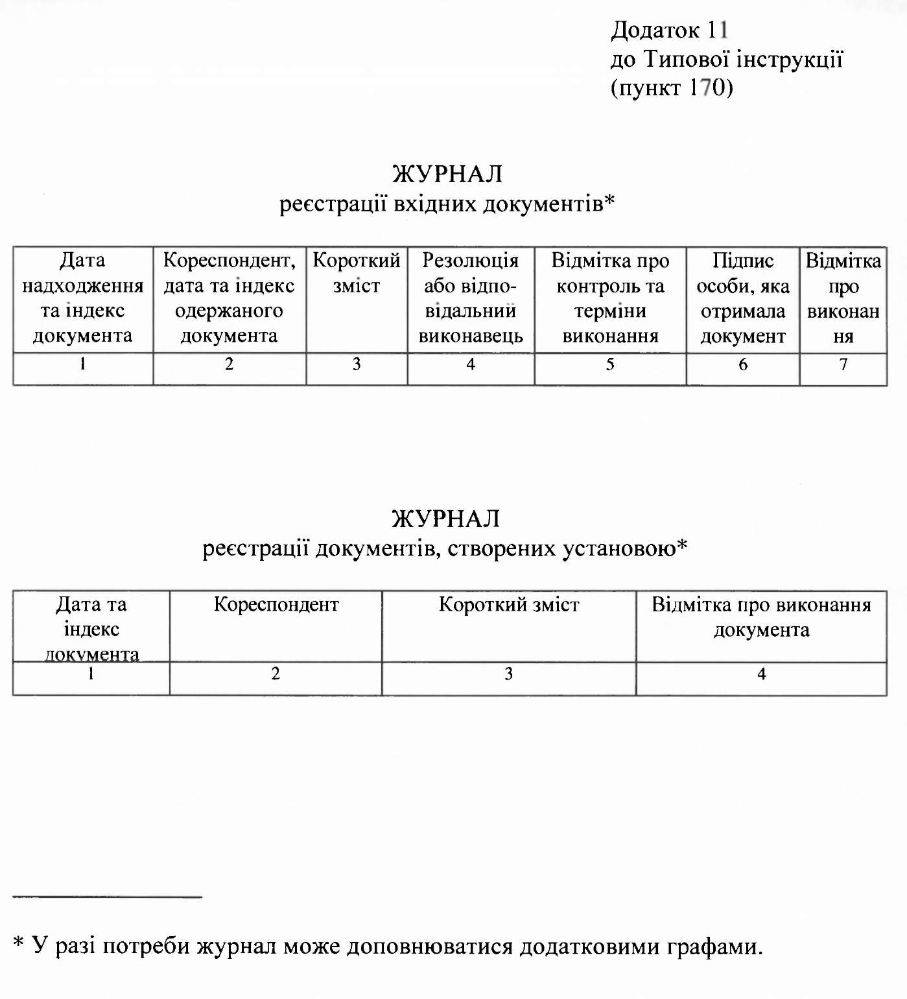 Додаток 11
до Типової інструкції
(пункт 170)
ЖУРНАЛ
реєстрації вхідних документів*
Дата
надходження
та індекс
документа
Кореспондент,
дата та індекс
одержаного
документа
Короткий
зміст
Резолюція
або відпо-
відальний
виконавець
Відмітка про
контроль та
терміни
виконання
Підпис
особи, яка
отримала
документ
Відмітка
про
виконан
ня
1 2 3 4 5 6 7
ЖУРНАЛ
реєстрації документів, створених установою*
Дата та
індекс
документа
Кореспондент
Короткий зміст
Відмітка про виконання
документа
1 2 3 4
* У разі потреби журнал може доповнюватися додатковими графами.